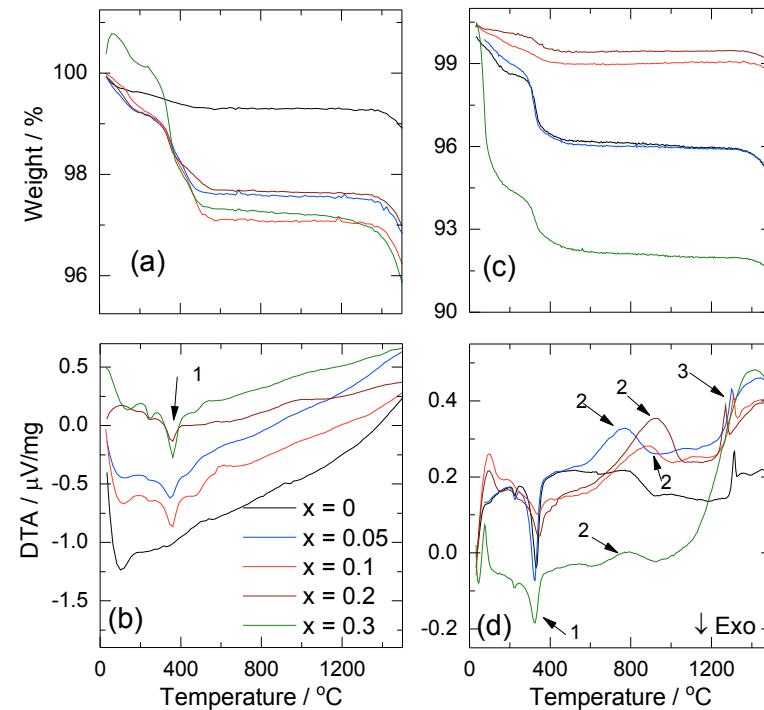 100
98
96
Weight / %
(a)
99
96
93
90
(c)
0.5
0.0
-0.5
-1.0
-1.5
DTA / μV/mg
1
x = 0
x = 0.05
x = 0.1
x = 0.2
x = 0.3
(b)
0 400 800 1200
Temperature / °C
0.4
0.2
0.0
-0.2
2
2
3
2
2
1
(d)
↓ Exo
0 400 800 1200
Temperature / °C